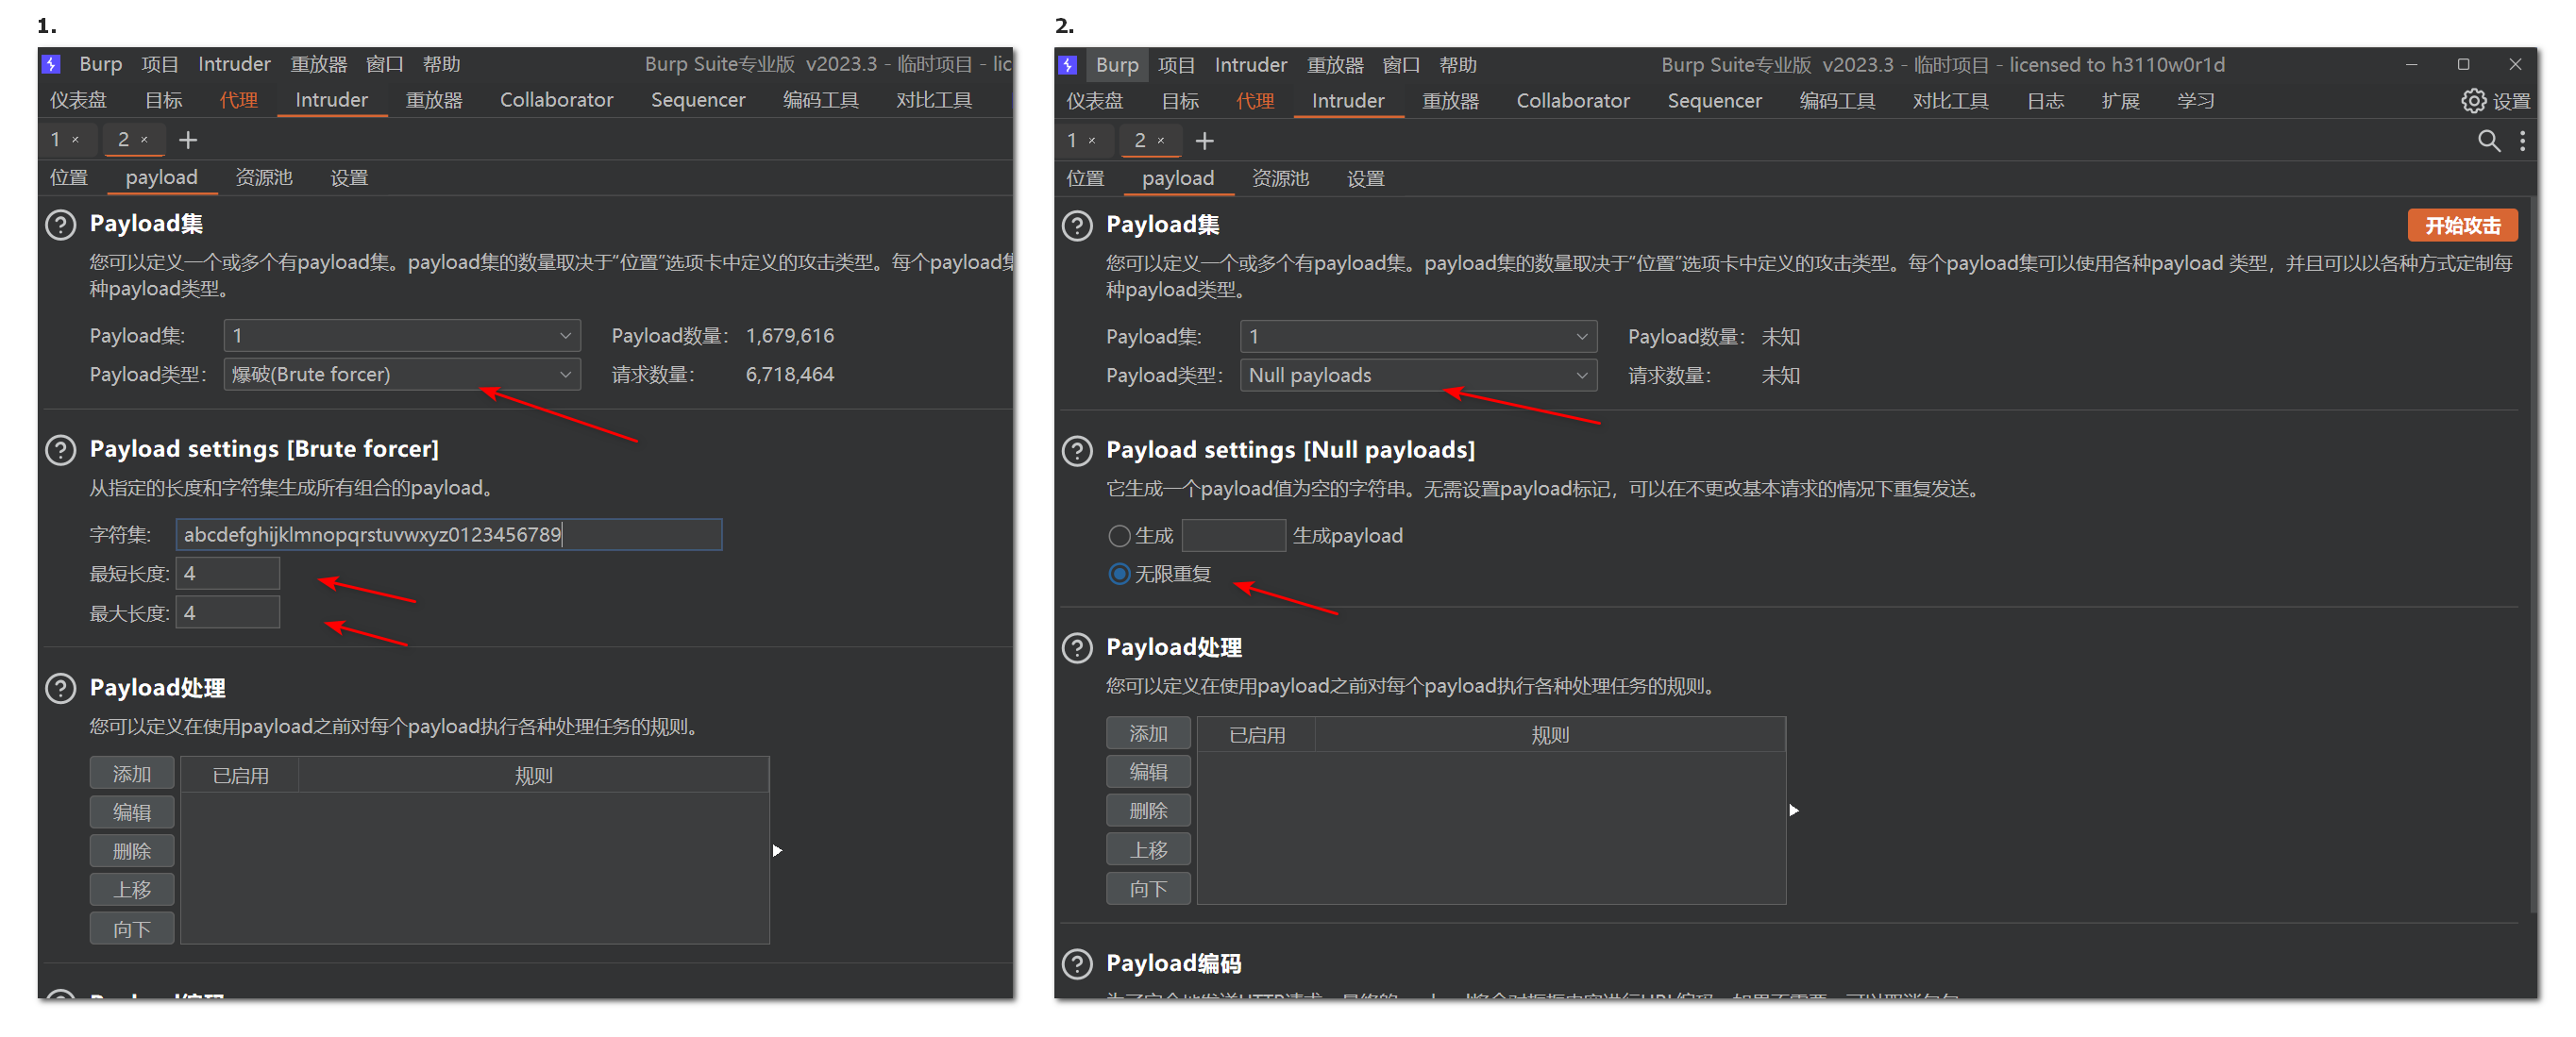 1.
Burp 项目 Intruder 重放器 窗口 帮助 Burp Suite专业版 v2023.3 - 临时项目 - lic
仪表盘 目标 代理 Intruder 重放器 Collaborator Sequencer 编码工具 对比工具
1 × 2 × +
位置 payload 资源池 设置
Payload集
您可以定义一个或多个有payload集。payload集的数量取决于“位置”选项卡中定义的攻击类型。每个payload集
种payload类型。
Payload集: 1 Payload数量: 1,679,616
Payload类型: 爆破(Brute forcer) 请求数量: 6,718,464
Payload settings [Brute forcer]
从指定的长度和字符集生成所有组合的payload。
字符集: abcdefghijklmnopqrstuvwxyz0123456789
最短长度: 4
最大长度: 4
Payload处理
您可以定义在使用payload之前对每个payload执行各种处理任务的规则。
添加 已启用 规则
编辑
删除
上移
向下
Payload编码
2.
Burp 项目 Intruder 重放器 窗口 帮助 Burp Suite专业版 v2023.3 - 临时项目 - licensed to h3110w0r1d
仪表盘 目标 代理 Intruder 重放器 Collaborator Sequencer 编码工具 对比工具 日志 扩展 学习 设置
1 × 2 × +
位置 payload 资源池 设置
Payload集 开始攻击
您可以定义一个或多个有payload集。payload集的数量取决于“位置”选项卡中定义的攻击类型。每个payload集可以使用各种payload 类型，并且可以以各种方式定制每
种payload类型。
Payload集: 1 Payload数量: 未知
Payload类型: Null payloads 请求数量: 未知
Payload settings [Null payloads]
它生成一个payload值为空的字符串。无需设置payload标记，可以在不更改基本请求的情况下重复发送。
生成 生成payload
无限重复
Payload处理
您可以定义在使用payload之前对每个payload执行各种处理任务的规则。
添加 已启用 规则
编辑
删除
上移
向下
Payload编码